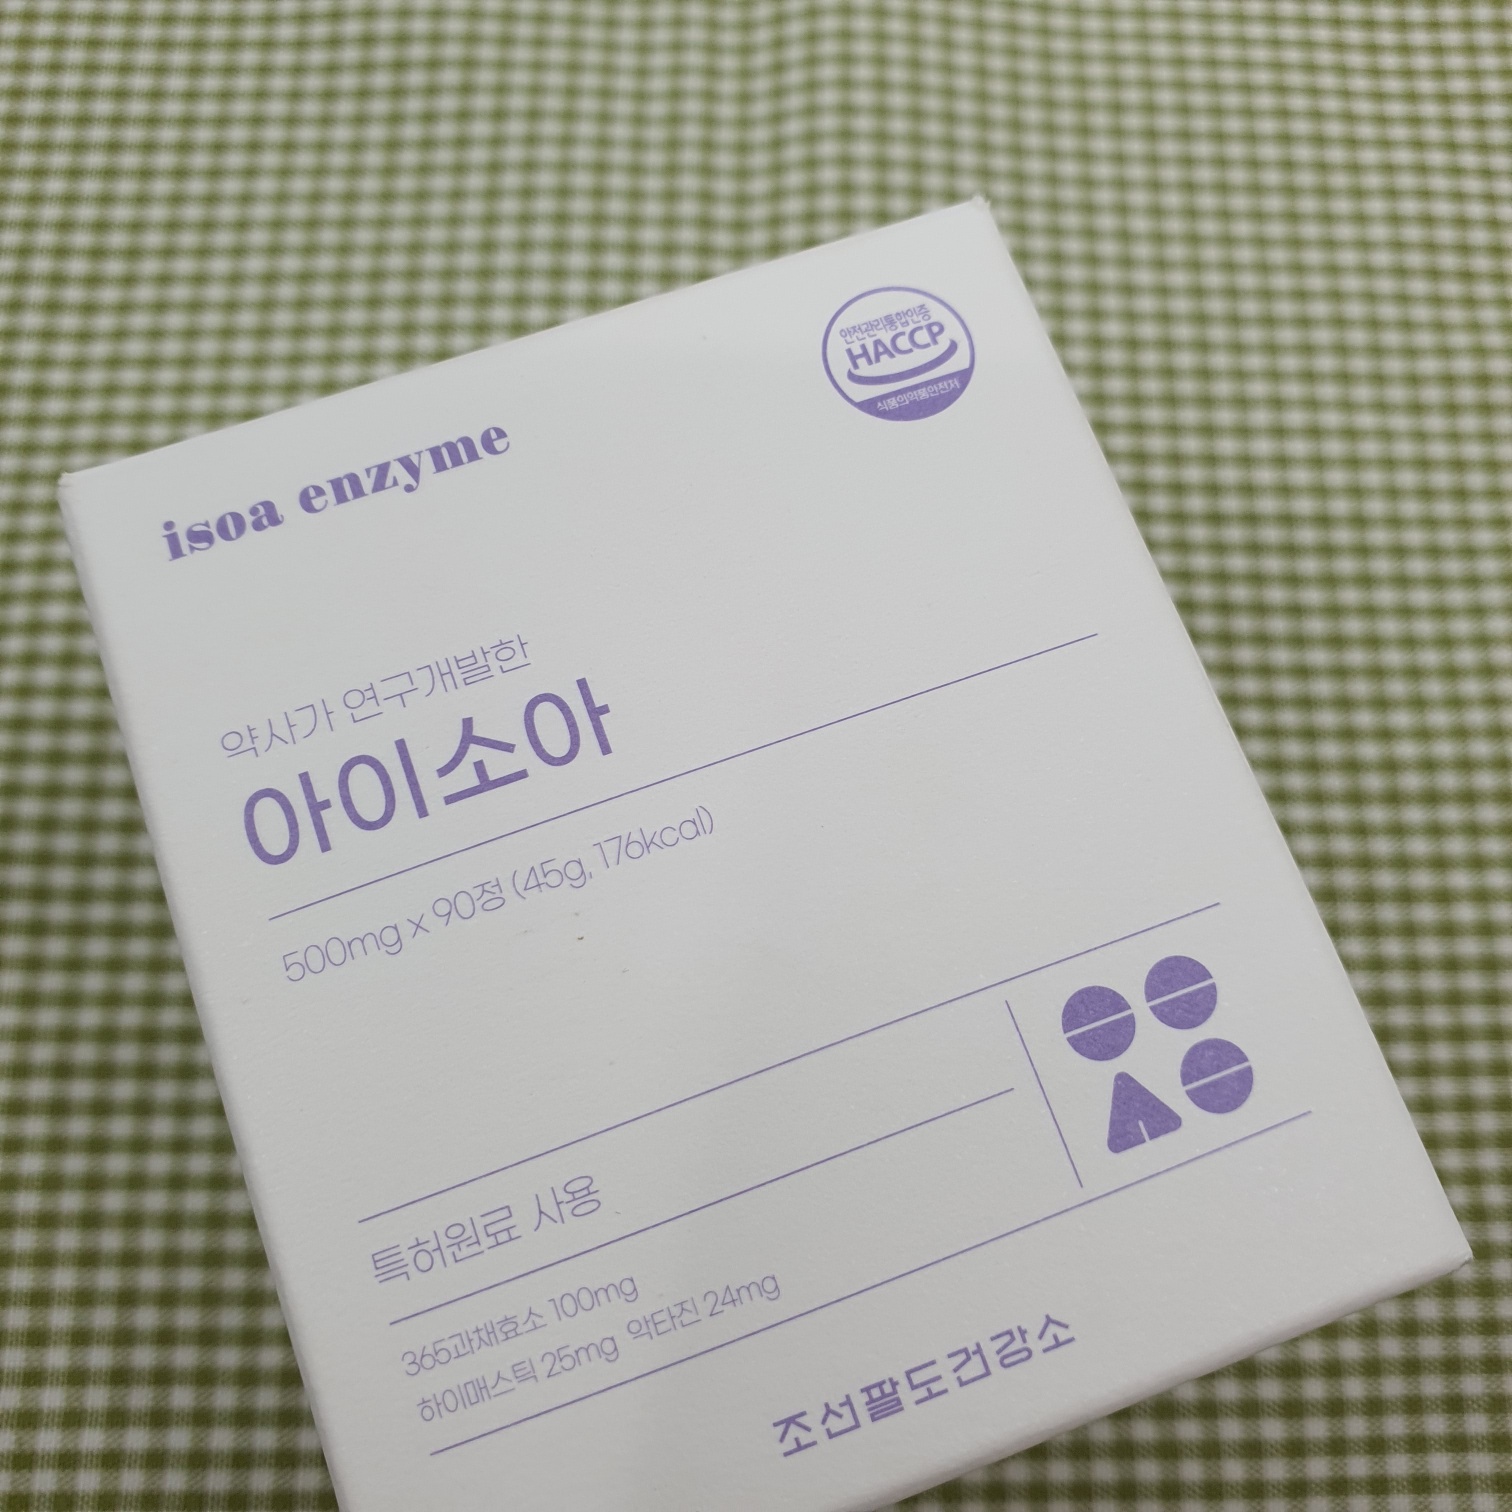 안전관리통합인증
HACCP
식품의약품안전처
isoa enzyme
약사가 연구개발한
아이소아
500mg x 90정 (45g, 176kcal)
특허원료 사용
365과채효소 100mg
하이매스틱 25mg 악타진 24mg
조선팔도건강소